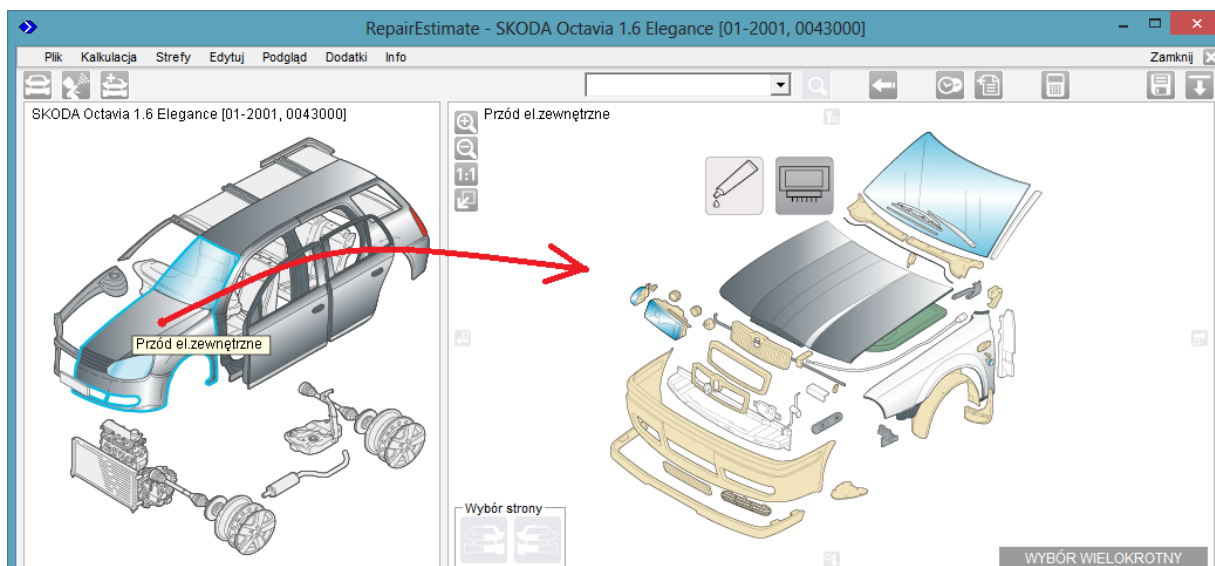 RepairEstimate - SKODA Octavia 1.6 Elegance [01-2001, 0043000]
Plik Kalkulacja Strefy Edytuj Podgląd Dodatki Info Zamknij
SKODA Octavia 1.6 Elegance [01-2001, 0043000]
Przód el.zewnętrzne
1:1
Przód el.zewnętrzne
Wybór strony
WYBÓR WIELOKROTNY